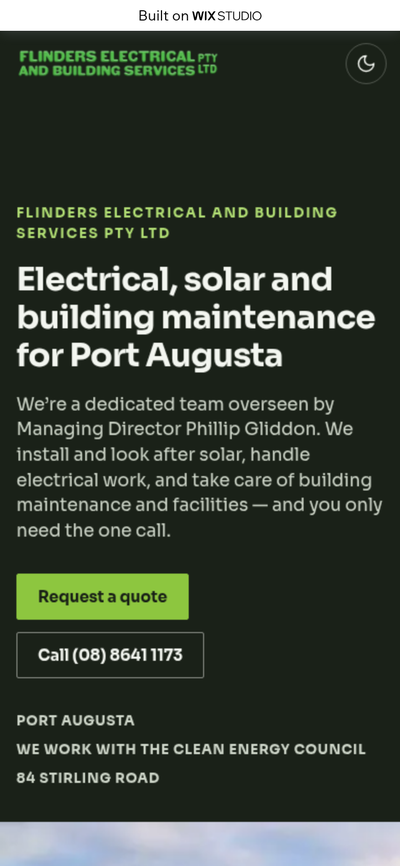 Built on WIX STUDIO
FLINDERS ELECTRICAL PTY
AND BUILDING SERVICES LTD
FLINDERS ELECTRICAL AND BUILDING
SERVICES PTY LTD
Electrical, solar and
building maintenance
for Port Augusta
We’re a dedicated team overseen by
Managing Director Phillip Gliddon. We
install and look after solar, handle
electrical work, and take care of building
maintenance and facilities — and you only
need the one call.
Request a quote
Call (08) 8641 1173
PORT AUGUSTA
WE WORK WITH THE CLEAN ENERGY COUNCIL
84 STIRLING ROAD